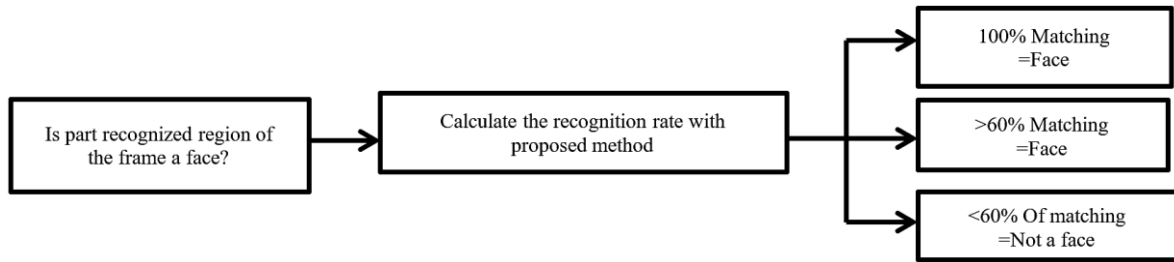 Is part recognized region of
the frame a face?
Calculate the recognition rate with
proposed method
100% Matching
=Face
>60% Matching
=Face
<60% Of matching
=Not a face